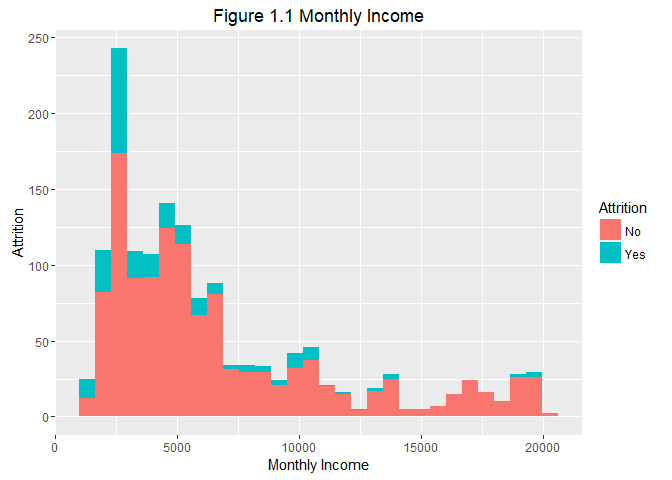 Figure 1.1 Monthly Income
250
200
150
100
50
0
Attrition
0 5000 10000 15000 20000
Monthly Income
Attrition
No
Yes